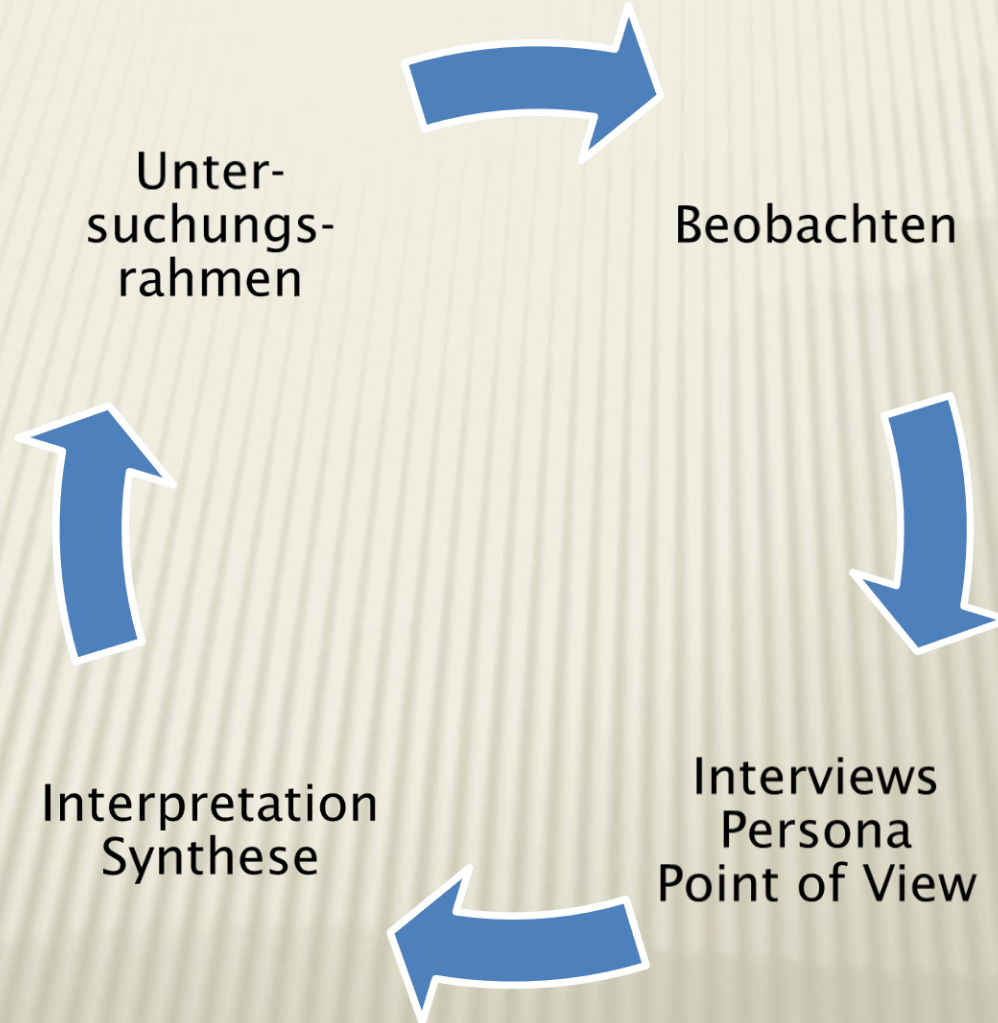 Unter-
suchungs-
rahmen
Beobachten
Interviews
Persona
Point of View
Interpretation
Synthese